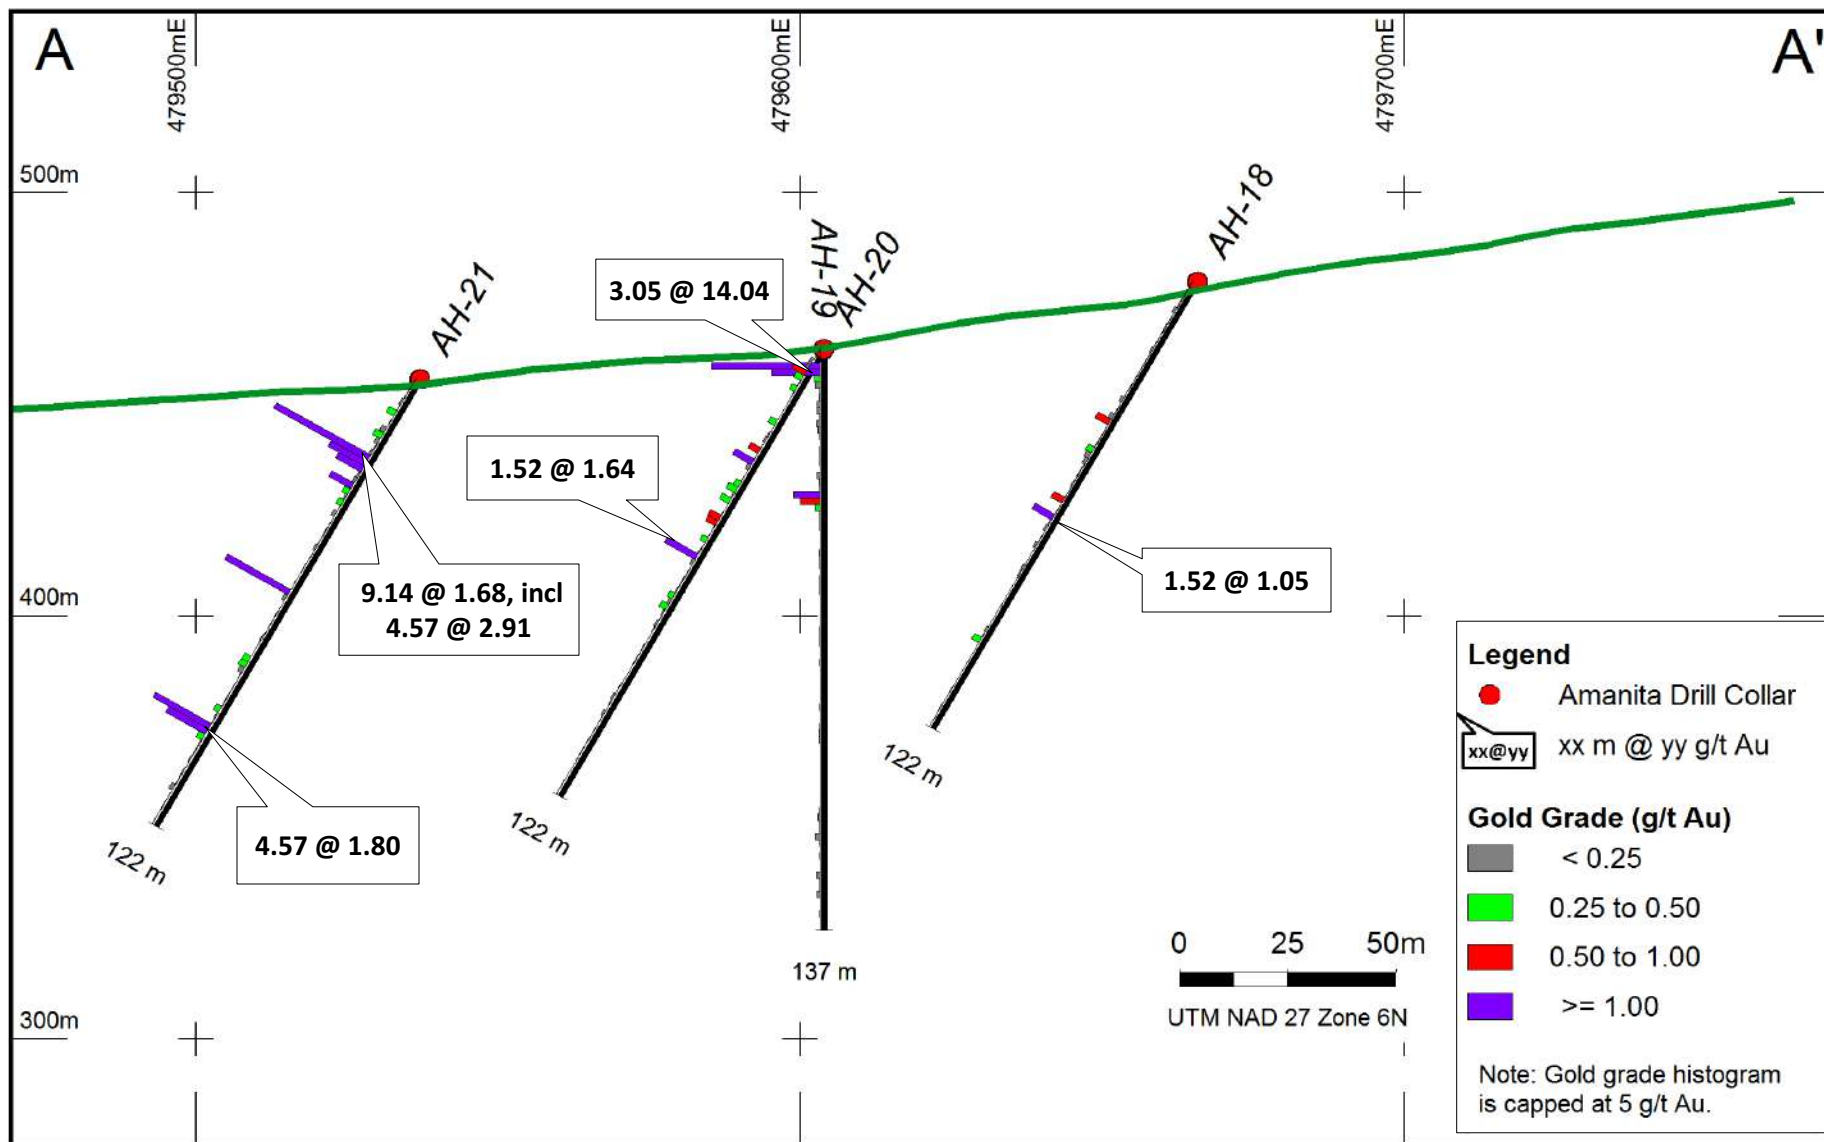 A
A'
479500mE
479600mE
479700mE
500m
400m
300m
AH-21
AH-19
AH-20
AH-18
3.05 @ 14.04
1.52 @ 1.64
9.14 @ 1.68, incl
4.57 @ 2.91
1.52 @ 1.05
4.57 @ 1.80
122 m
122 m
137 m
122 m
0 25 50m
UTM NAD 27 Zone 6N
Legend
Amanita Drill Collar
xx@yy xx m @ yy g/t Au
Gold Grade (g/t Au)
< 0.25
0.25 to 0.50
0.50 to 1.00
>= 1.00
Note: Gold grade histogram
is capped at 5 g/t Au.